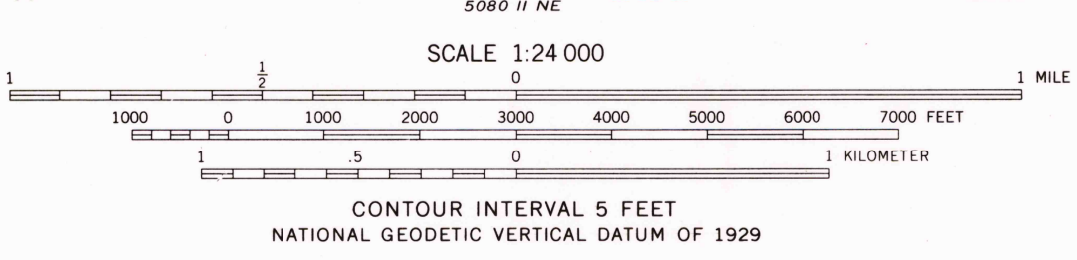 5080 II NE
SCALE 1:24 000
1 1/2 0 1 MILE
1000 0 1000 2000 3000 4000 5000 6000 7000 FEET
1 .5 0 1 KILOMETER
CONTOUR INTERVAL 5 FEET
NATIONAL GEODETIC VERTICAL DATUM OF 1929